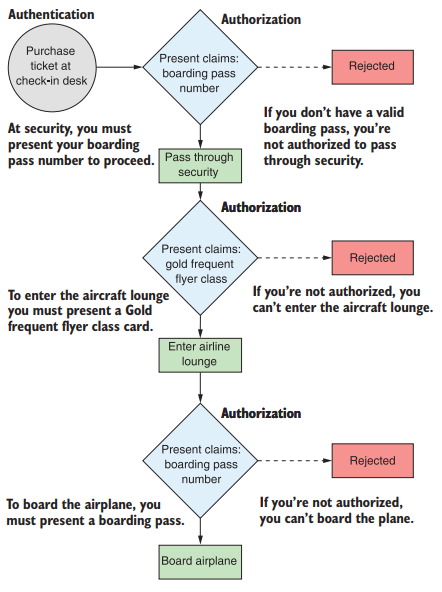 Authentication
Authorization
Purchase
ticket at
check-in desk
Present claims:
boarding pass
number
Rejected
At security, you must
present your boarding
pass number to proceed.
If you don't have a valid
boarding pass, you're
not authorized to pass
through security.
Pass through
security
Authorization
Present claims:
gold frequent
flyer class
Rejected
To enter the aircraft lounge
you must present a Gold
frequent flyer class card.
If you're not authorized, you
can't enter the aircraft lounge.
Enter airline
lounge
Authorization
Present claims:
boarding pass
number
Rejected
To board the airplane, you
must present a boarding pass.
If you're not authorized,
you can't board the plane.
Board airplane